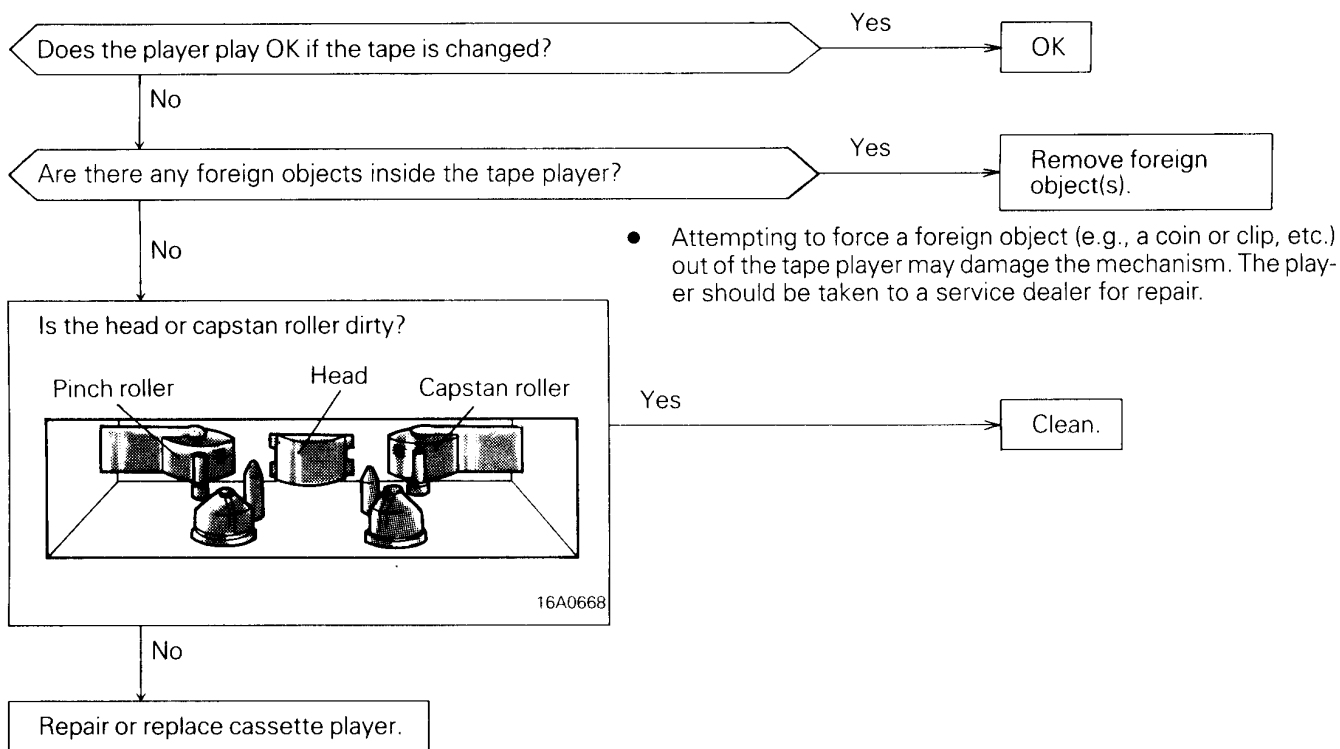 Does the player play OK if the tape is changed?
Yes
OK
No
Are there any foreign objects inside the tape player?
Yes
Remove foreign
object(s).
No
● Attempting to force a foreign object (e.g., a coin or clip, etc.)
out of the tape player may damage the mechanism. The play-
er should be taken to a service dealer for repair.
Is the head or capstan roller dirty?
Pinch roller
Head
Capstan roller
Yes
Clean.
16A0668
No
Repair or replace cassette player.